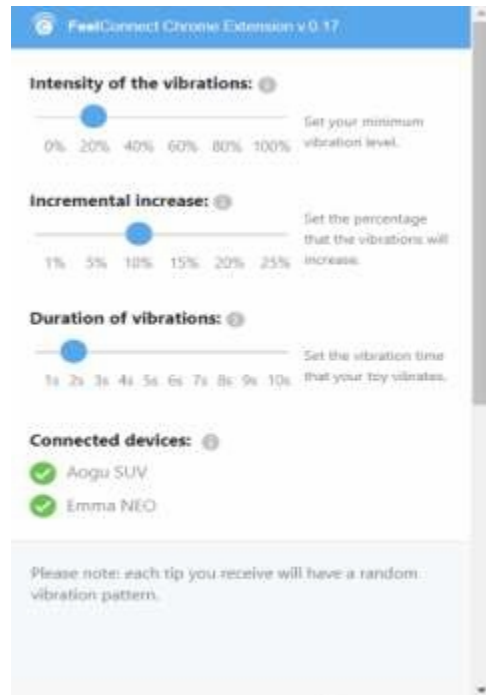 FeelConnect Chrome Extension v 0.17
Intensity of the vibrations:
Set your minimum
vibration level.
0% 20% 40% 60% 80% 100%
Incremental increase:
Set the percentage
that the vibrations will
increase.
1% 5% 10% 15% 20% 25%
Duration of vibrations:
Set the vibration time
that your toy vibrates.
1s 2s 3s 4s 5s 6s 7s 8s 9s 10s
Connected devices:
Aogu SUV
Emma NEO
Please note: each tip you receive will have a random
vibration pattern.